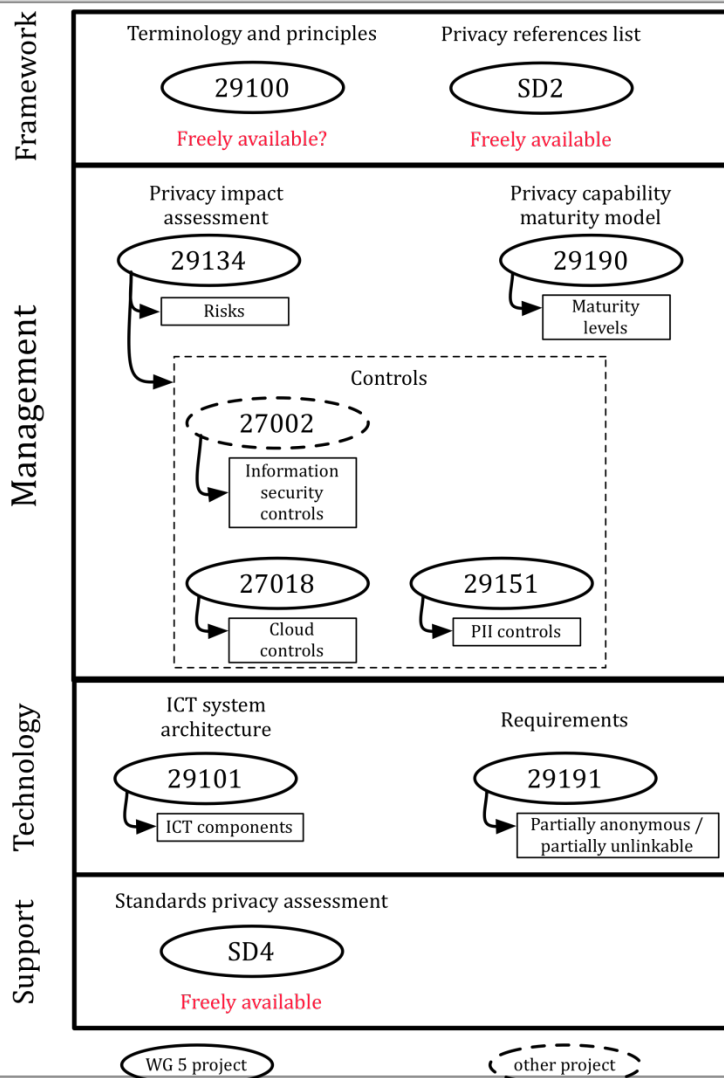 Framework
Terminology and principles
29100
Freely available?
Privacy references list
SD2
Freely available
Management
Privacy impact
assessment
29134
Risks
Privacy capability
maturity model
29190
Maturity
levels
Controls
27002
Information
security
controls
27018
Cloud
controls
29151
PII controls
Technology
ICT system
architecture
29101
ICT components
Requirements
29191
Partially anonymous /
partially unlinkable
Support
Standards privacy assessment
SD4
Freely available
WG 5 project
other project